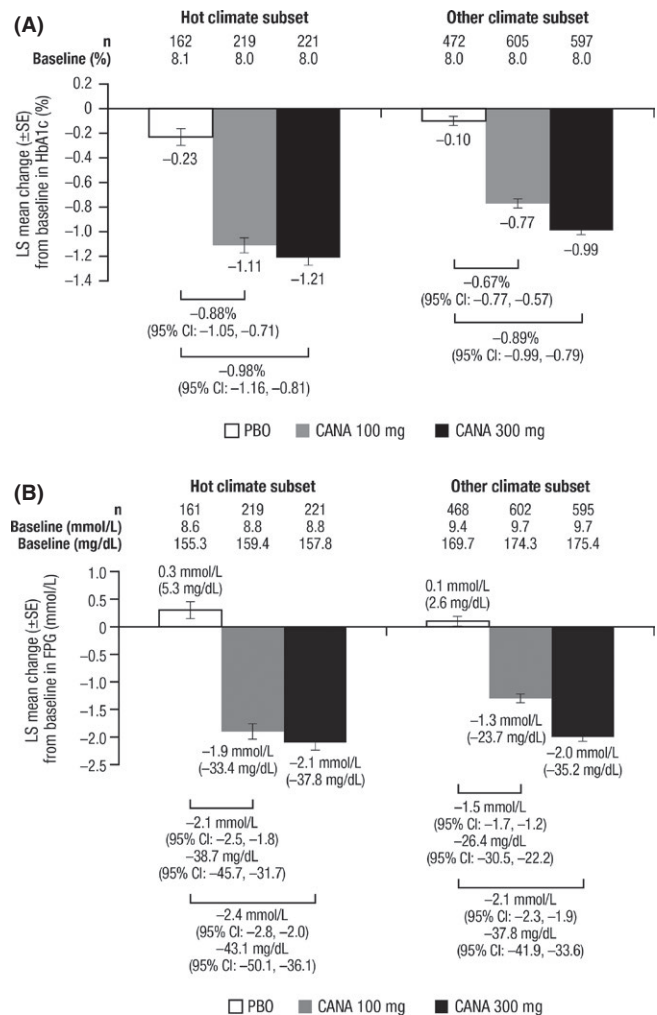 (A)
Hot climate subset Other climate subset
n 162 219 221 472 605 597
Baseline (%) 8.1 8.0 8.0 8.0 8.0 8.0
LS mean change (±SE)
from baseline in HbA1c (%)
0.2
0
−0.2
−0.4
−0.6
−0.8
−1.0
−1.2
−1.4
−0.23
−1.11
−1.21
−0.10
−0.77
−0.99
−0.88%
(95% CI: −1.05, −0.71)
−0.98%
(95% CI: −1.16, −0.81)
−0.67%
(95% CI: −0.77, −0.57)
−0.89%
(95% CI: −0.99, −0.79)
PBO CANA 100 mg CANA 300 mg
(B)
Hot climate subset Other climate subset
n 161 219 221 468 602 595
Baseline (mmol/L) 8.6 8.8 8.8 9.4 9.7 9.7
Baseline (mg/dL) 155.3 159.4 157.8 169.7 174.3 175.4
LS mean change (±SE)
from baseline in FPG (mmol/L)
1.0
0.5
0
−0.5
−1.0
−1.5
−2.0
−2.5
0.3 mmol/L
(5.3 mg/dL)
−1.9 mmol/L
(−33.4 mg/dL)
−2.1 mmol/L
(−37.8 mg/dL)
0.1 mmol/L
(2.6 mg/dL)
−1.3 mmol/L
(−23.7 mg/dL)
−2.0 mmol/L
(−35.2 mg/dL)
−2.1 mmol/L
(95% CI: −2.5, −1.8)
−38.7 mg/dL
(95% CI: −45.7, −31.7)
−2.4 mmol/L
(95% CI: −2.8, −2.0)
−43.1 mg/dL
(95% CI: −50.1, −36.1)
−1.5 mmol/L
(95% CI: −1.7, −1.2)
−26.4 mg/dL
(95% CI: −30.5, −22.2)
−2.1 mmol/L
(95% CI: −2.3, −1.9)
−37.8 mg/dL
(95% CI: −41.9, −33.6)
PBO CANA 100 mg CANA 300 mg